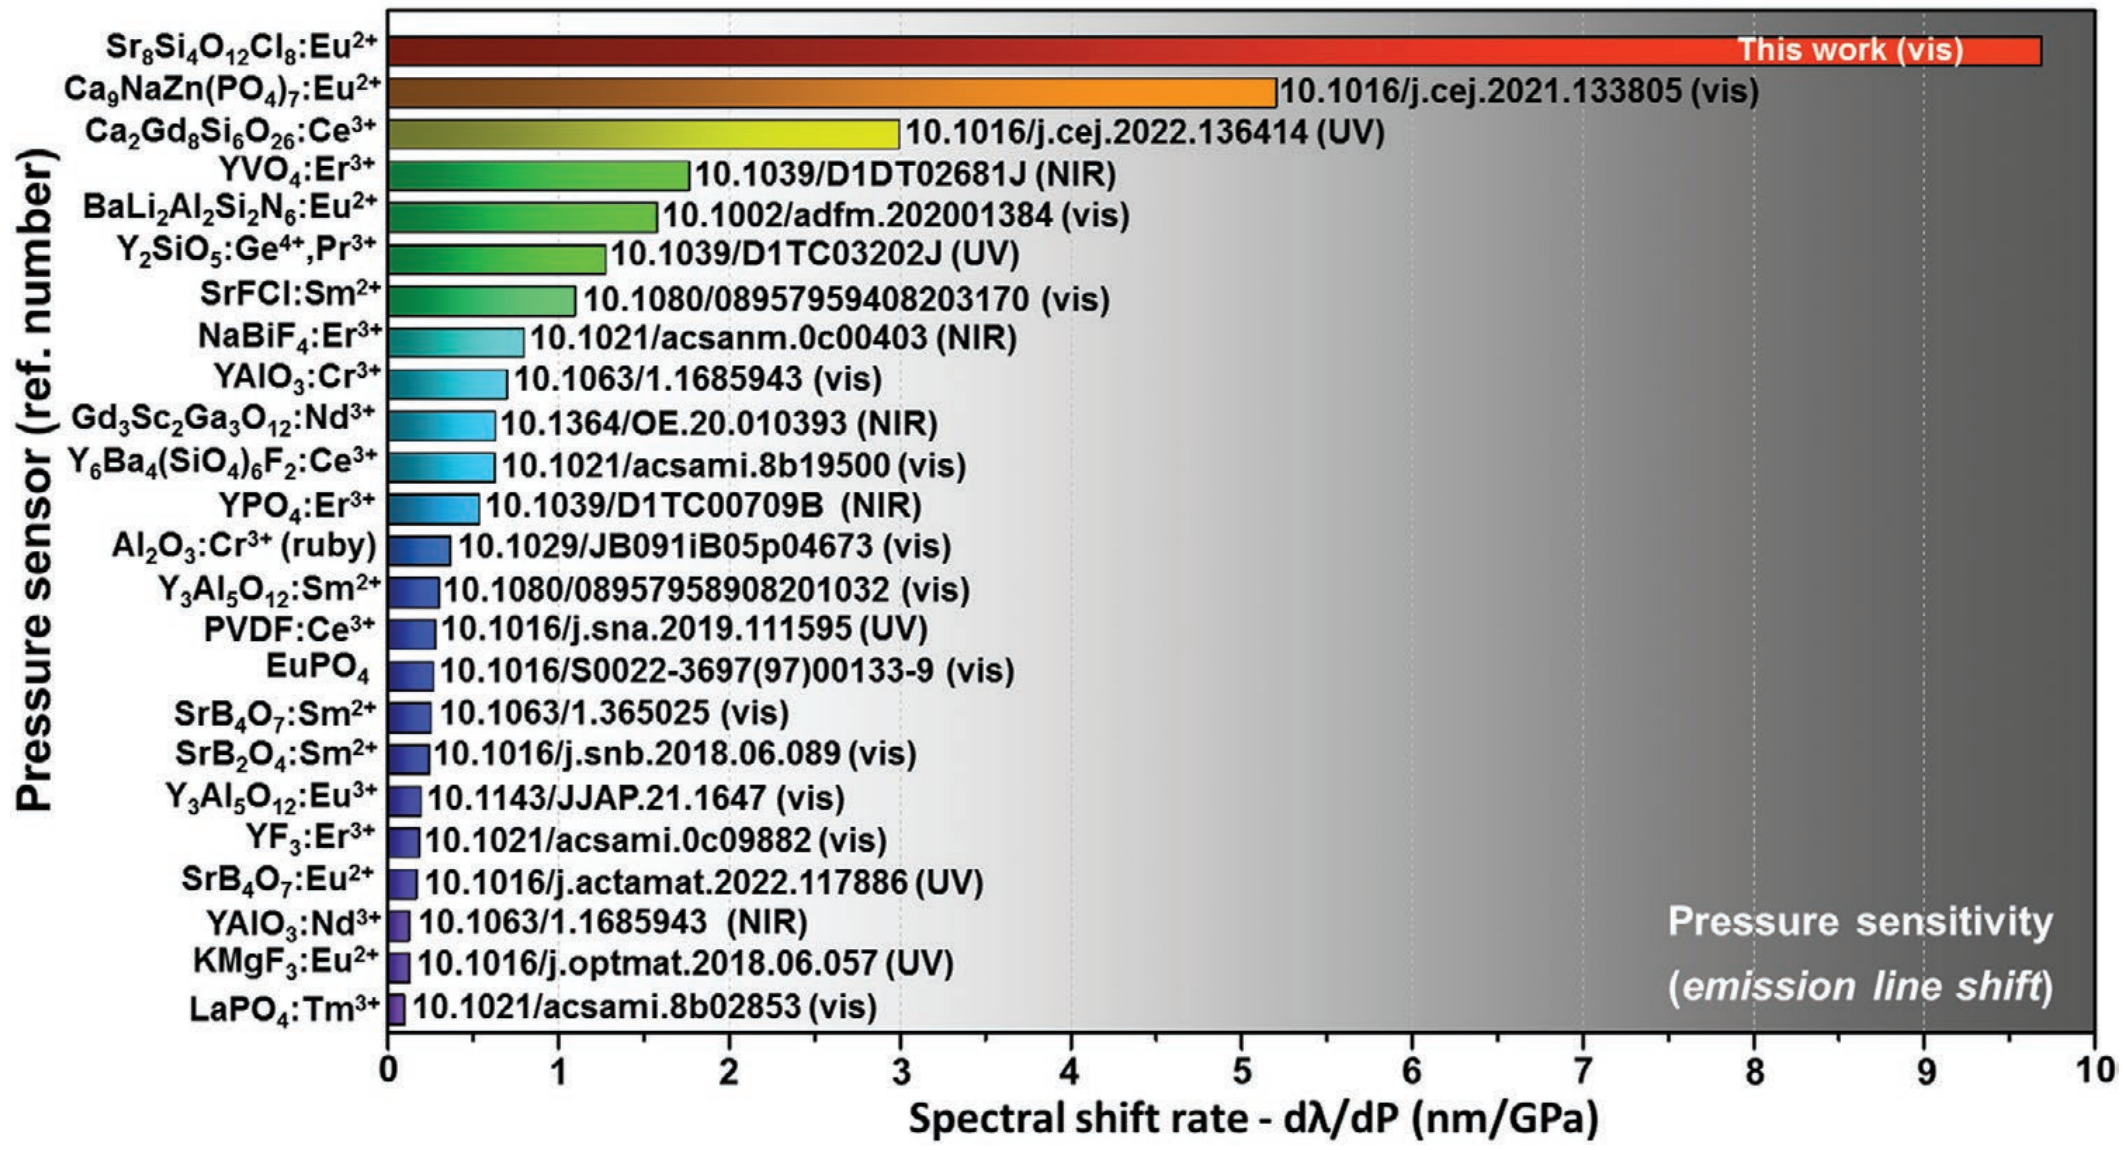 Pressure sensor (ref. number)
Sr₈Si₄O₁₂Cl₈:Eu²⁺ This work (vis)
Ca₉NaZn(PO₄)₇:Eu²⁺ 10.1016/j.cej.2021.133805 (vis)
Ca₂Gd₈Si₆O₂₆:Ce³⁺ 10.1016/j.cej.2022.136414 (UV)
YVO₄:Er³⁺ 10.1039/D1DT02681J (NIR)
BaLi₂Al₂Si₂N₆:Eu²⁺ 10.1002/adfm.202001384 (vis)
Y₂SiO₅:Ge⁴⁺,Pr³⁺ 10.1039/D1TC03202J (UV)
SrFCl:Sm²⁺ 10.1080/08957959408203170 (vis)
NaBiF₄:Er³⁺ 10.1021/acsanm.0c00403 (NIR)
YAlO₃:Cr³⁺ 10.1063/1.1685943 (vis)
Gd₃Sc₂Ga₃O₁₂:Nd³⁺ 10.1364/OE.20.010393 (NIR)
Y₆Ba₄(SiO₄)₆F₂:Ce³⁺ 10.1021/acsami.8b19500 (vis)
YPO₄:Er³⁺ 10.1039/D1TC00709B (NIR)
Al₂O₃:Cr³⁺ (ruby) 10.1029/JB091iB05p04673 (vis)
Y₃Al₅O₁₂:Sm²⁺ 10.1080/08957958908201032 (vis)
PVDF:Ce³⁺ 10.1016/j.sna.2019.111595 (UV)
EuPO₄ 10.1016/S0022-3697(97)00133-9 (vis)
SrB₄O₇:Sm²⁺ 10.1063/1.365025 (vis)
SrB₂O₄:Sm²⁺ 10.1016/j.snb.2018.06.089 (vis)
Y₃Al₅O₁₂:Eu³⁺ 10.1143/JJAP.21.1647 (vis)
YF₃:Er³⁺ 10.1021/acsami.0c09882 (vis)
SrB₄O₇:Eu²⁺ 10.1016/j.actamat.2022.117886 (UV)
YAlO₃:Nd³⁺ 10.1063/1.1685943 (NIR)
KMgF₃:Eu²⁺ 10.1016/j.optmat.2018.06.057 (UV)
LaPO₄:Tm³⁺ 10.1021/acsami.8b02853 (vis)
Pressure sensitivity
(emission line shift)
0 1 2 3 4 5 6 7 8 9 10
Spectral shift rate - dλ/dP (nm/GPa)